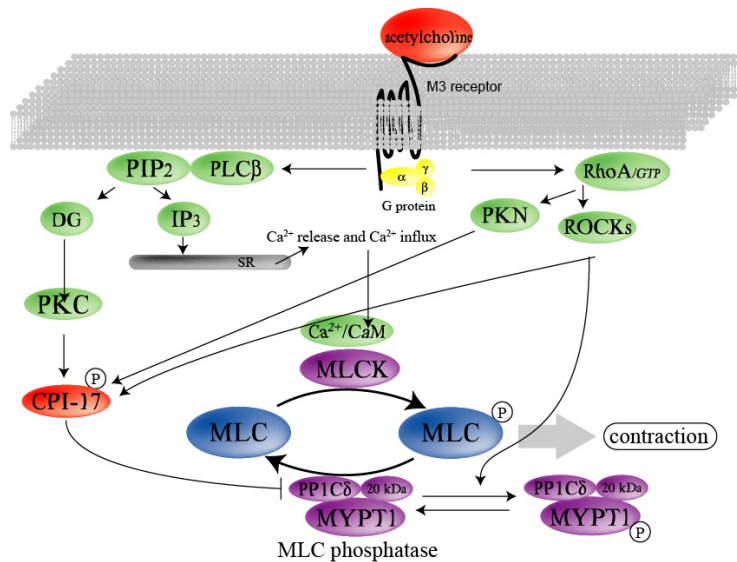 acetylcholine
M3 receptor
PIP₂ PLCβ
α γ
β
G protein
RhoA/GTP
DG IP₃
PKN ROCKs
Ca²⁺ release and Ca²⁺ influx
SR
PKC
Ca²⁺/CaM
MLCK
P
CPI-17
MLC
MLC P
contraction
PP1Cδ 20 kDa
MYPT1
MLC phosphatase
PP1Cδ 20 kDa
MYPT1 P